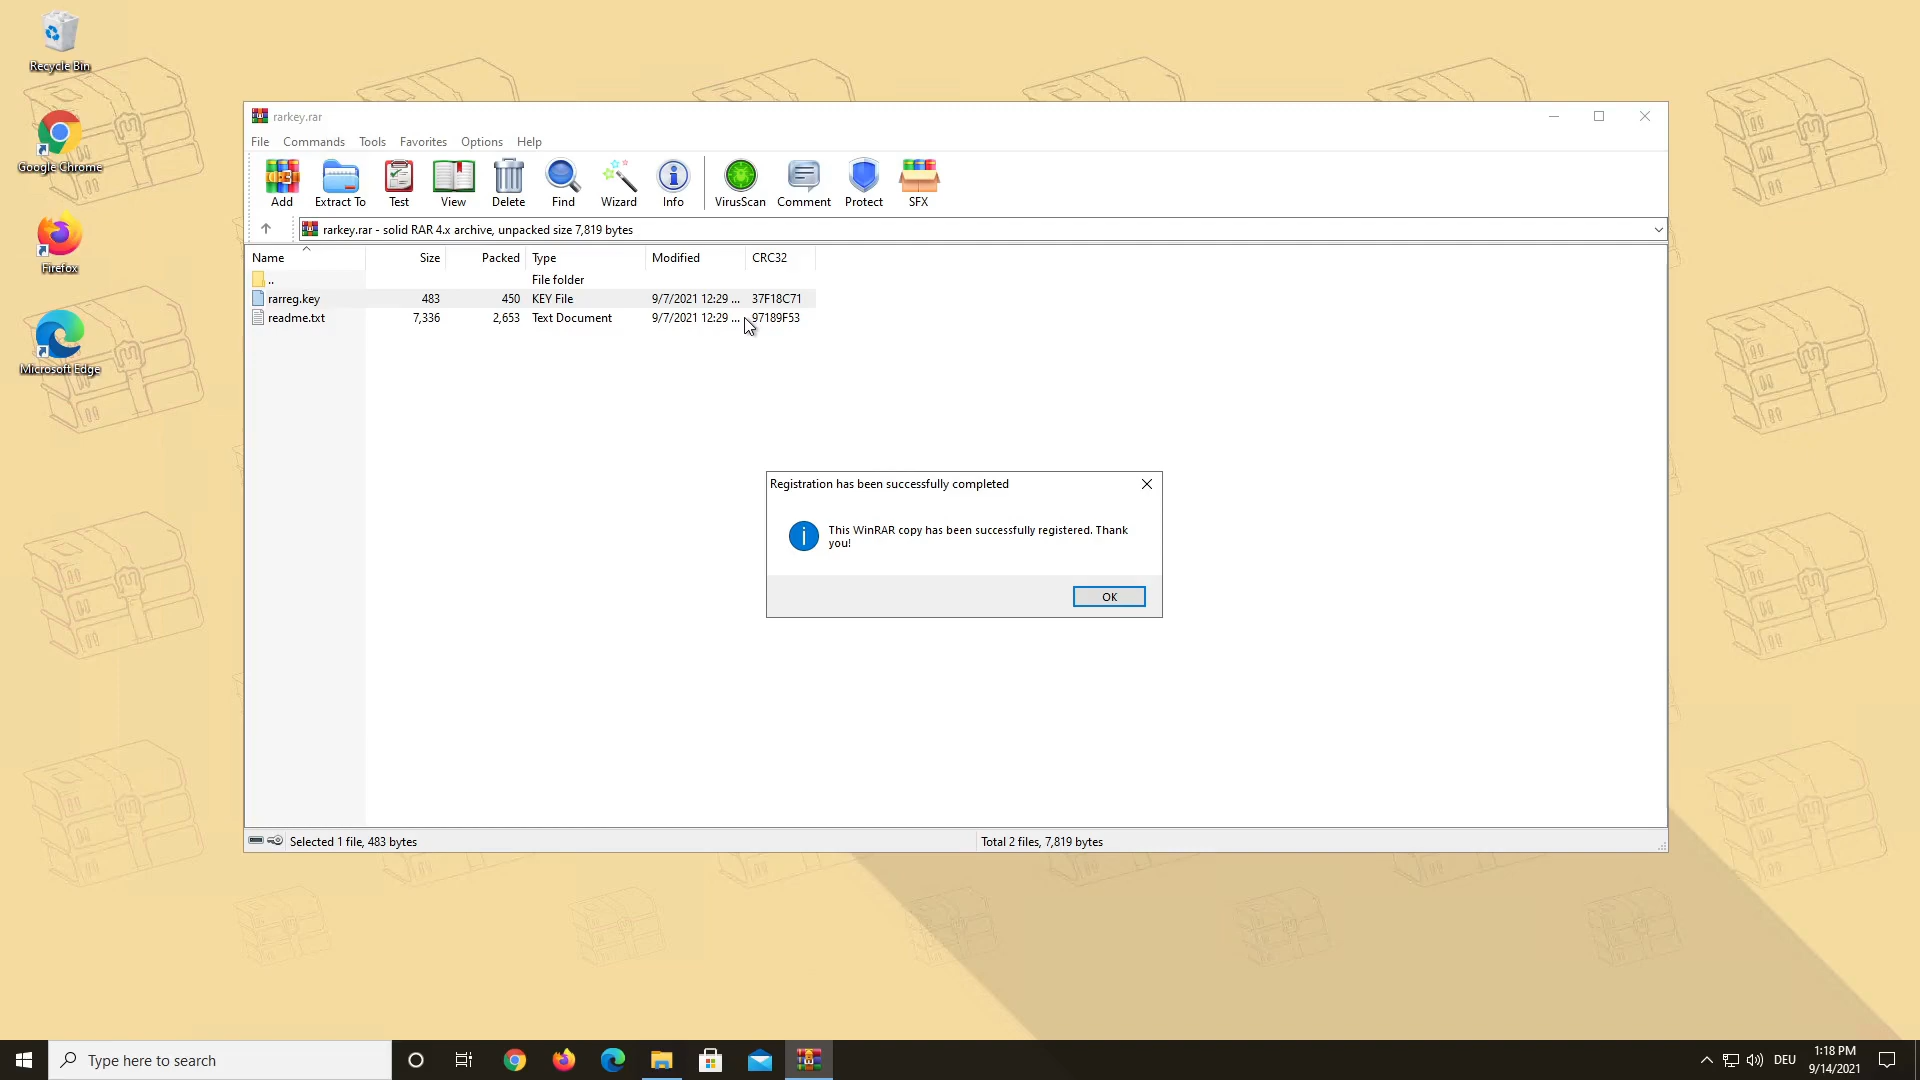 Recycle Bin
Google Chrome
Firefox
Microsoft Edge
rarkey.rar
File Commands Tools Favorites Options Help
Add Extract To Test View Delete Find Wizard Info VirusScan Comment Protect SFX
rarkey.rar - solid RAR 4.x archive, unpacked size 7,819 bytes
Name Size Packed Type Modified CRC32
.. File folder
rarreg.key 483 450 KEY File 9/7/2021 12:29 ... 37F18C71
readme.txt 7,336 2,653 Text Document 9/7/2021 12:29 ... 97189F53
Registration has been successfully completed
This WinRAR copy has been successfully registered. Thank
you!
OK
Selected 1 file, 483 bytes Total 2 files, 7,819 bytes
Type here to search
DEU
1:18 PM
9/14/2021